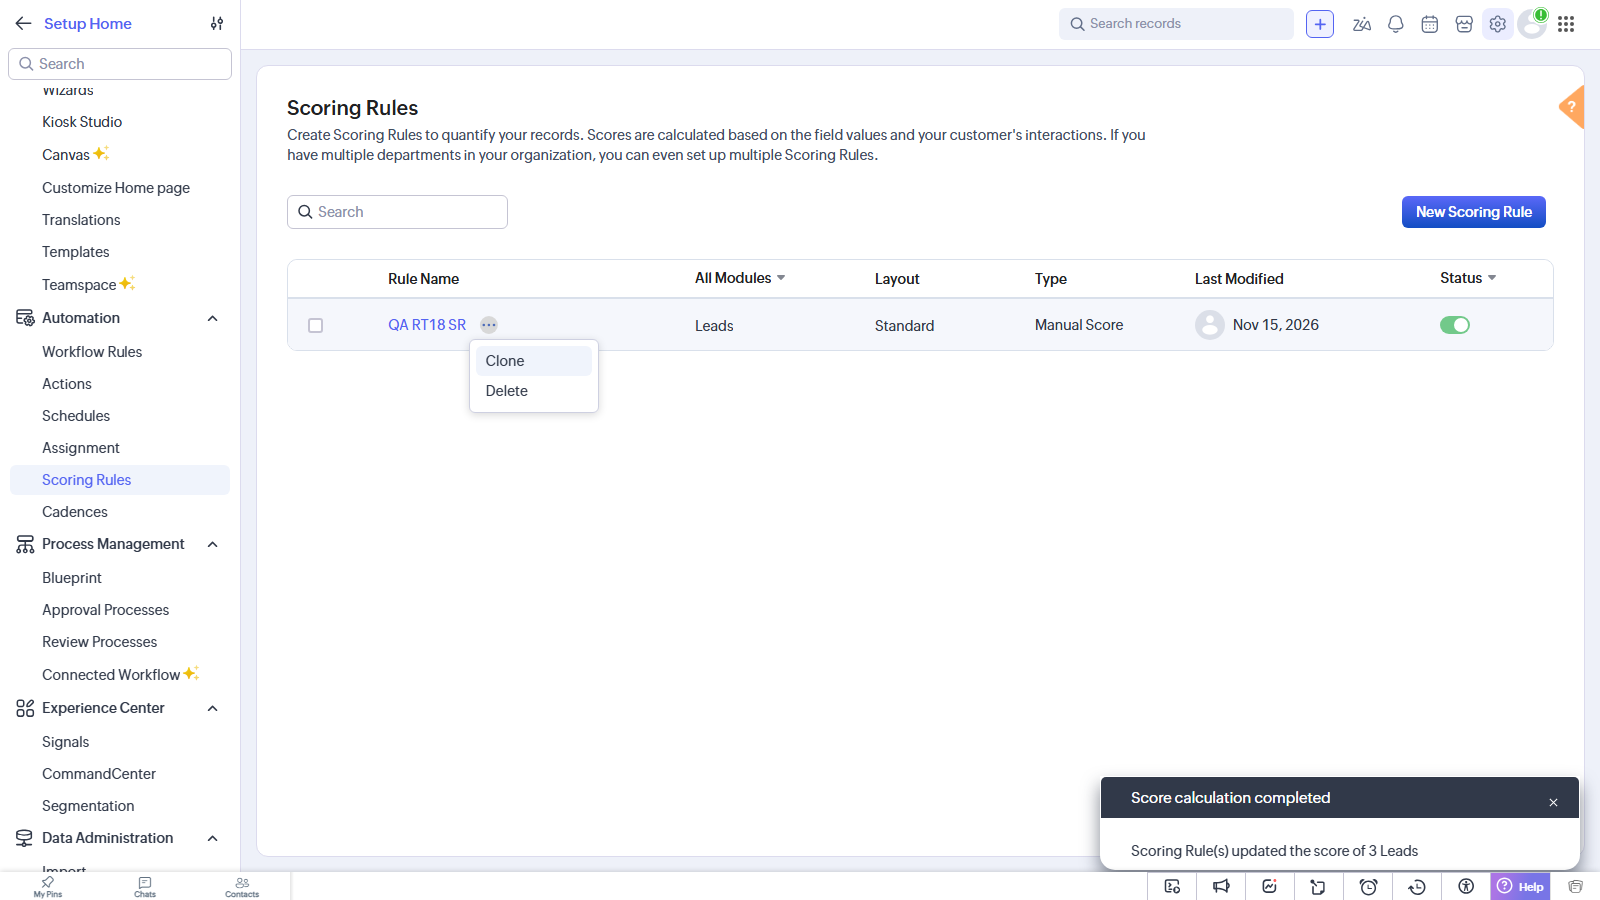 Setup Home
Search
Wizards
Kiosk Studio
Canvas
Customize Home page
Translations
Templates
Teamspace
Automation
Workflow Rules
Actions
Schedules
Assignment
Scoring Rules
Cadences
Process Management
Blueprint
Approval Processes
Review Processes
Connected Workflow
Experience Center
Signals
CommandCenter
Segmentation
Data Administration
Import
My Pins
Chats
Contacts
Search records
Scoring Rules
Create Scoring Rules to quantify your records. Scores are calculated based on the field values and your customer's interactions. If you
have multiple departments in your organization, you can even set up multiple Scoring Rules.
?
Search
New Scoring Rule
Rule Name All Modules Layout Type Last Modified Status
QA RT18 SR Leads Standard Manual Score Nov 15, 2026
Clone
Delete
Score calculation completed
Scoring Rule(s) updated the score of 3 Leads
Help